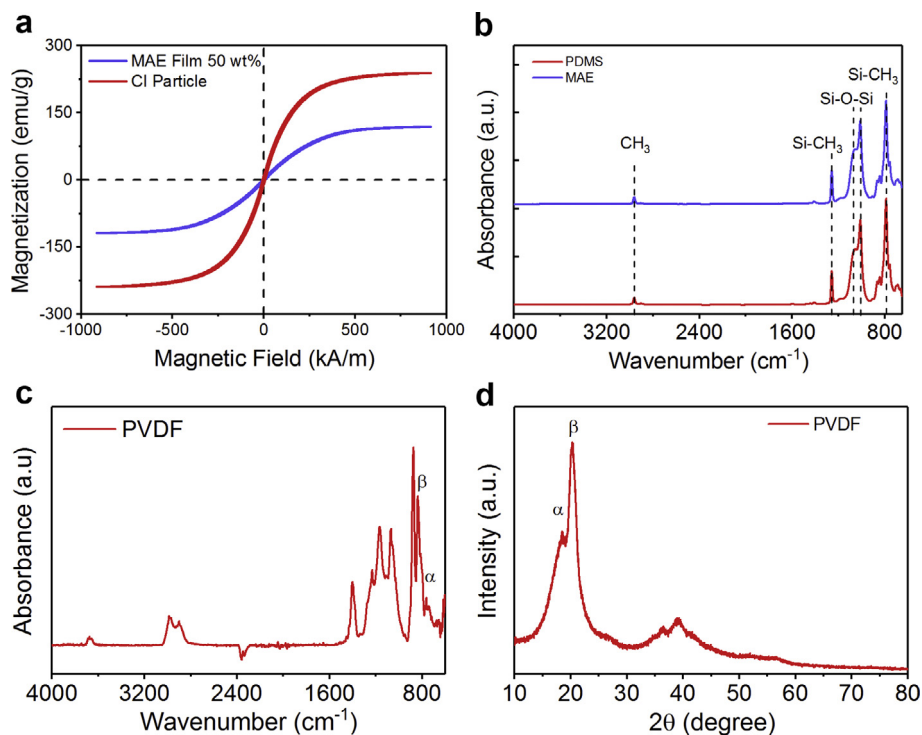 a
300
150
0
-150
-300
-1000
-500
0
500
1000
Magnetization (emu/g)
Magnetic Field (kA/m)
MAE Film 50 wt%
CI Particle
b
PDMS
MAE
Si-CH3
Si-O-Si
Si-CH3
CH3
Absorbance (a.u.)
4000
3200
2400
1600
800
Wavenumber (cm-1)
c
PVDF
β
α
Absorbance (a.u)
4000
3200
2400
1600
800
Wavenumber (cm-1)
d
PVDF
β
α
Intensity (a.u.)
10
20
30
40
50
60
70
80
2θ (degree)